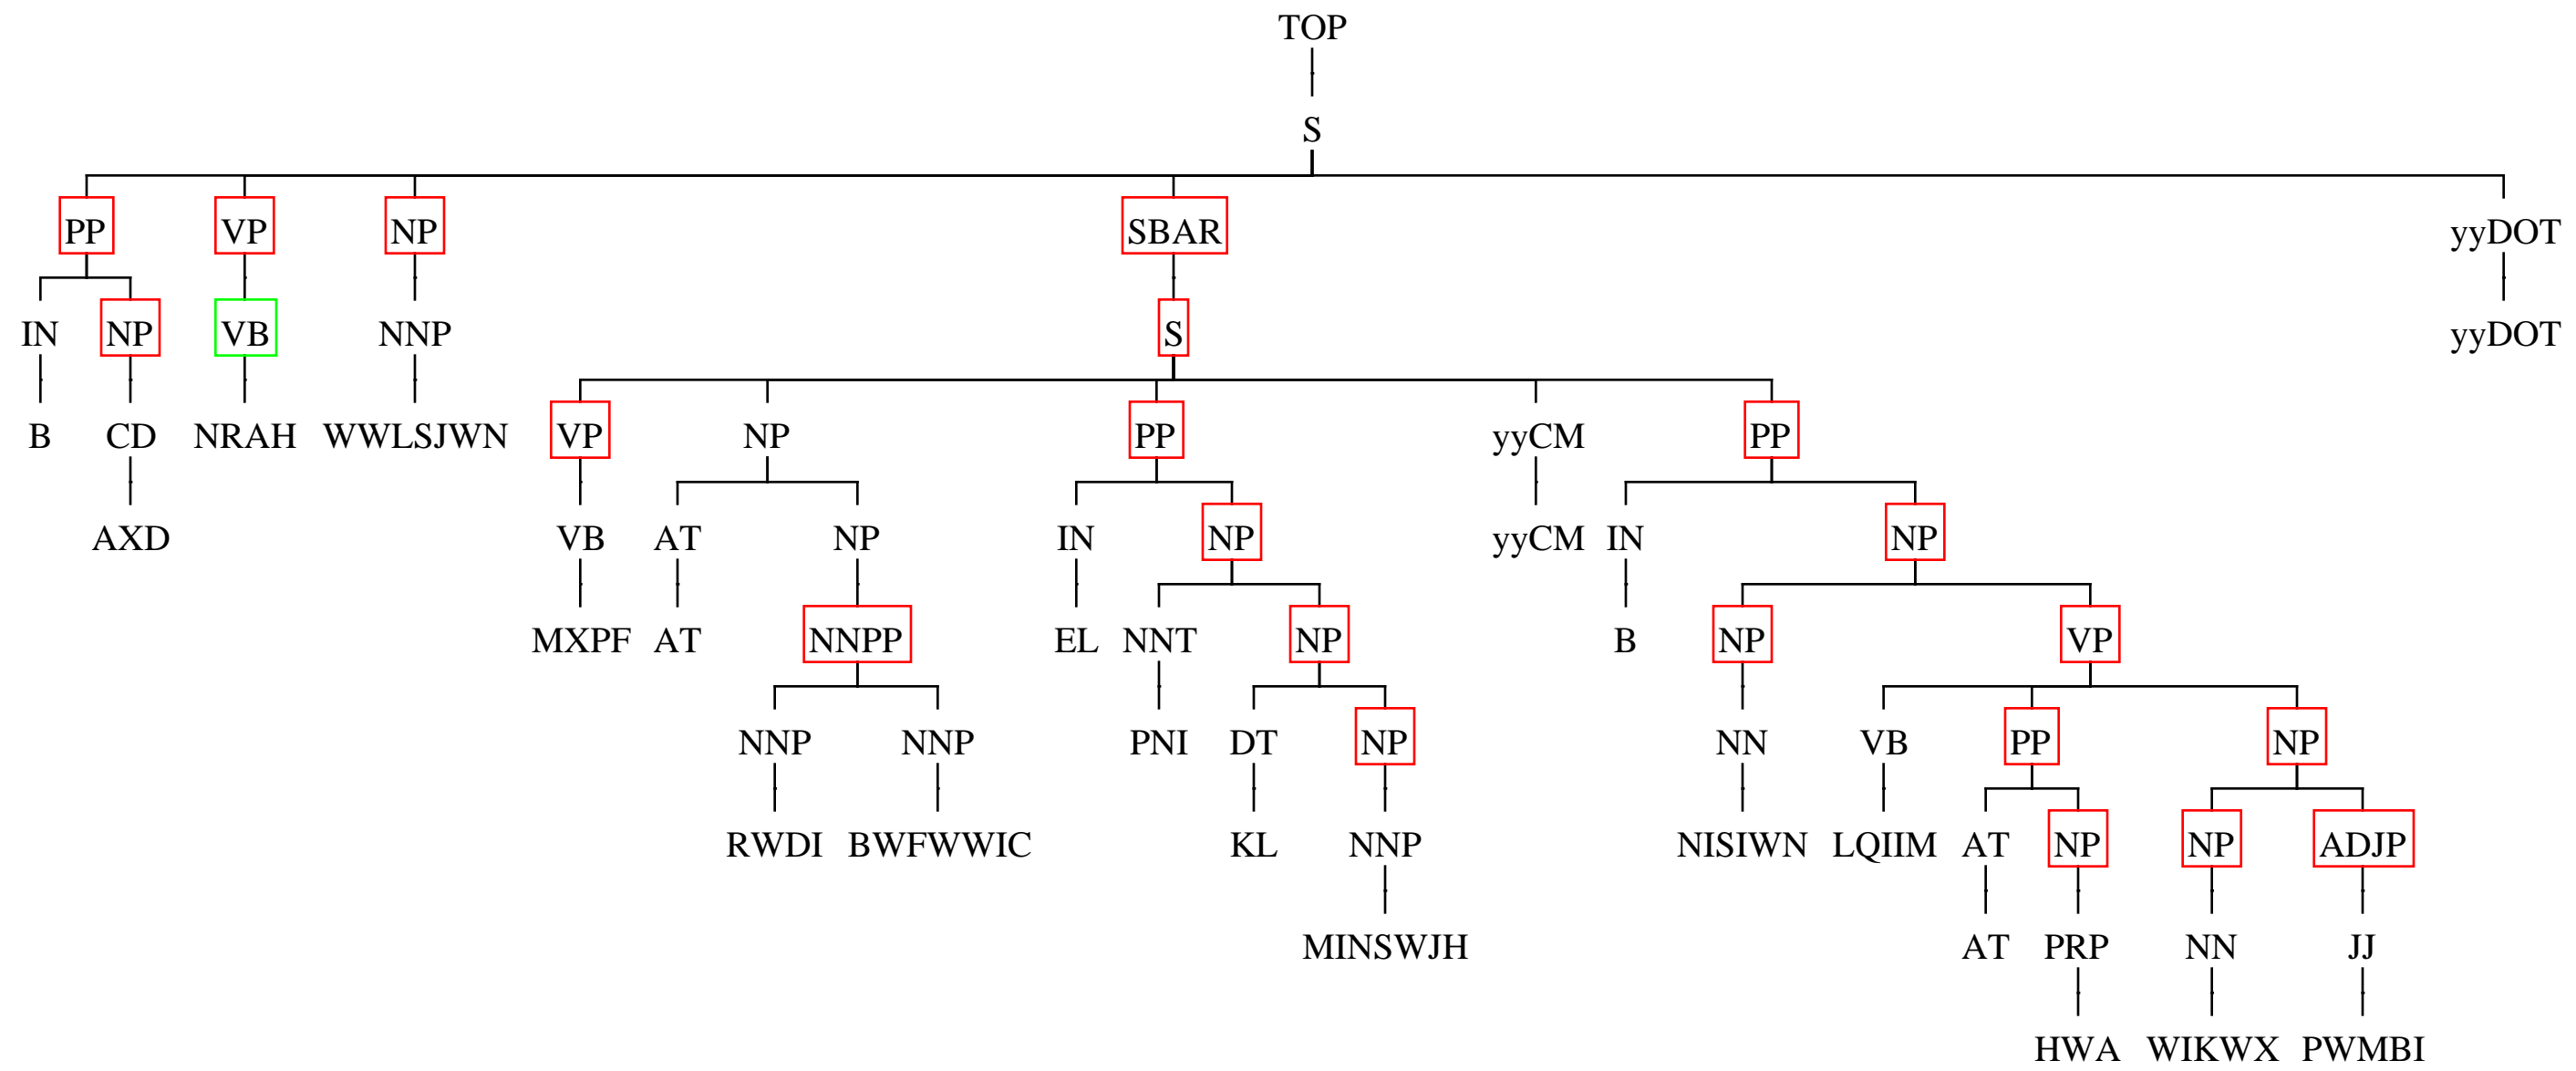 TOP
S
PP VP NP SBAR yyDOT
IN NP VB NNP S yyDOT
B CD NRAH WWLSJWN VP NP PP yyCM PP
AXD VB AT NP IN NP yyCM IN NP
MXPF AT NNPP EL NNT NP B NP VP
NNP NNP PNI DT NP NN VB PP NP
RWDI BWFWWIC KL NNP NISIWN LQIIM AT NP NP ADJP
MINSWJH AT PRP NN JJ
HWA WIKWX PWMBI